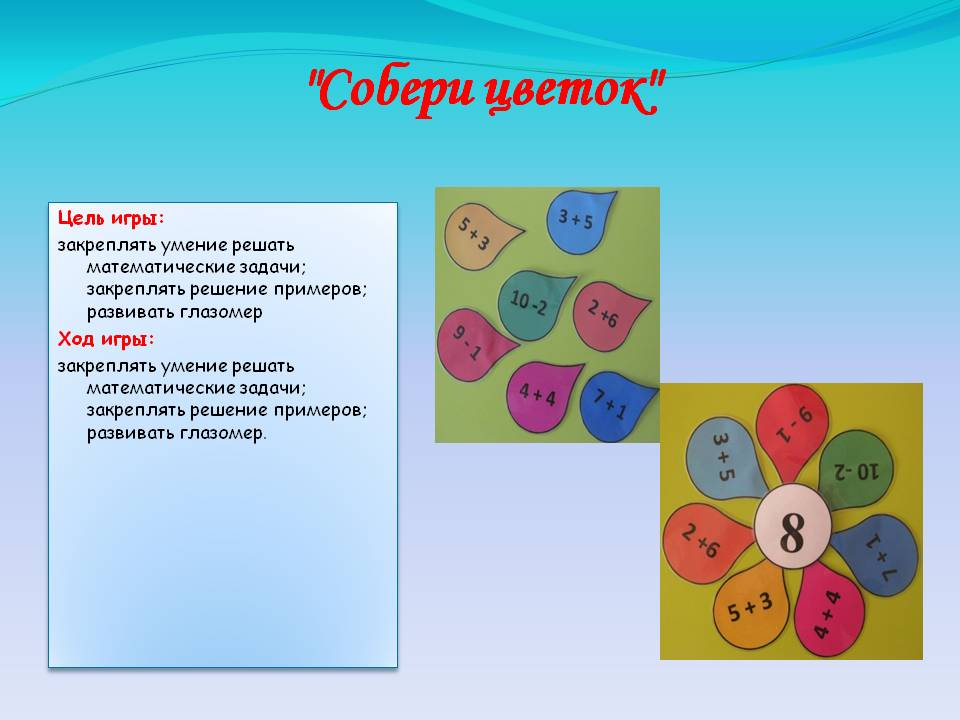 "Собери цветок"
Цель игры:
закреплять умение решать
математические задачи;
закреплять решение примеров;
развивать глазомер
Ход игры:
закреплять умение решать
математические задачи;
закреплять решение примеров;
развивать глазомер.
5 + 3
3 + 5
10 -2
2 +6
9 - 1
4 + 4
7 + 1
9 - 1
3 + 5
10 -2
8
2 +6
7 + 1
5 + 3
4 + 4